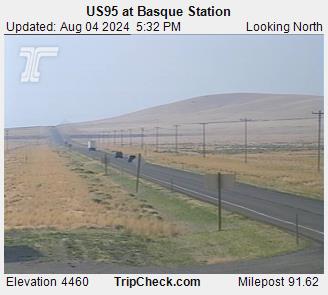 US95 at Basque Station
Updated: Aug 04 2024 5:32 PM Looking North
Elevation 4460 TripCheck.com Milepost 91.62